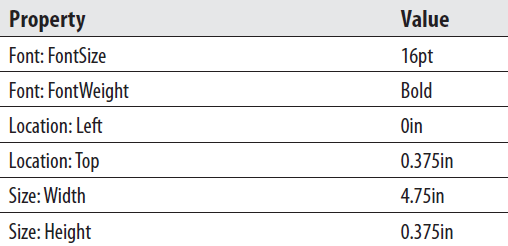 Property Value
Font: FontSize 16pt
Font: FontWeight Bold
Location: Left 0in
Location: Top 0.375in
Size: Width 4.75in
Size: Height 0.375in